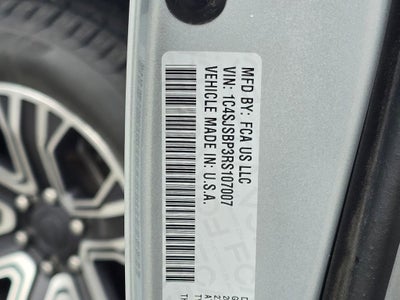 MFD BY: FCA US LLC
VIN: 1C4SJSBP3RS107007
VEHICLE MADE IN: U.S.A.